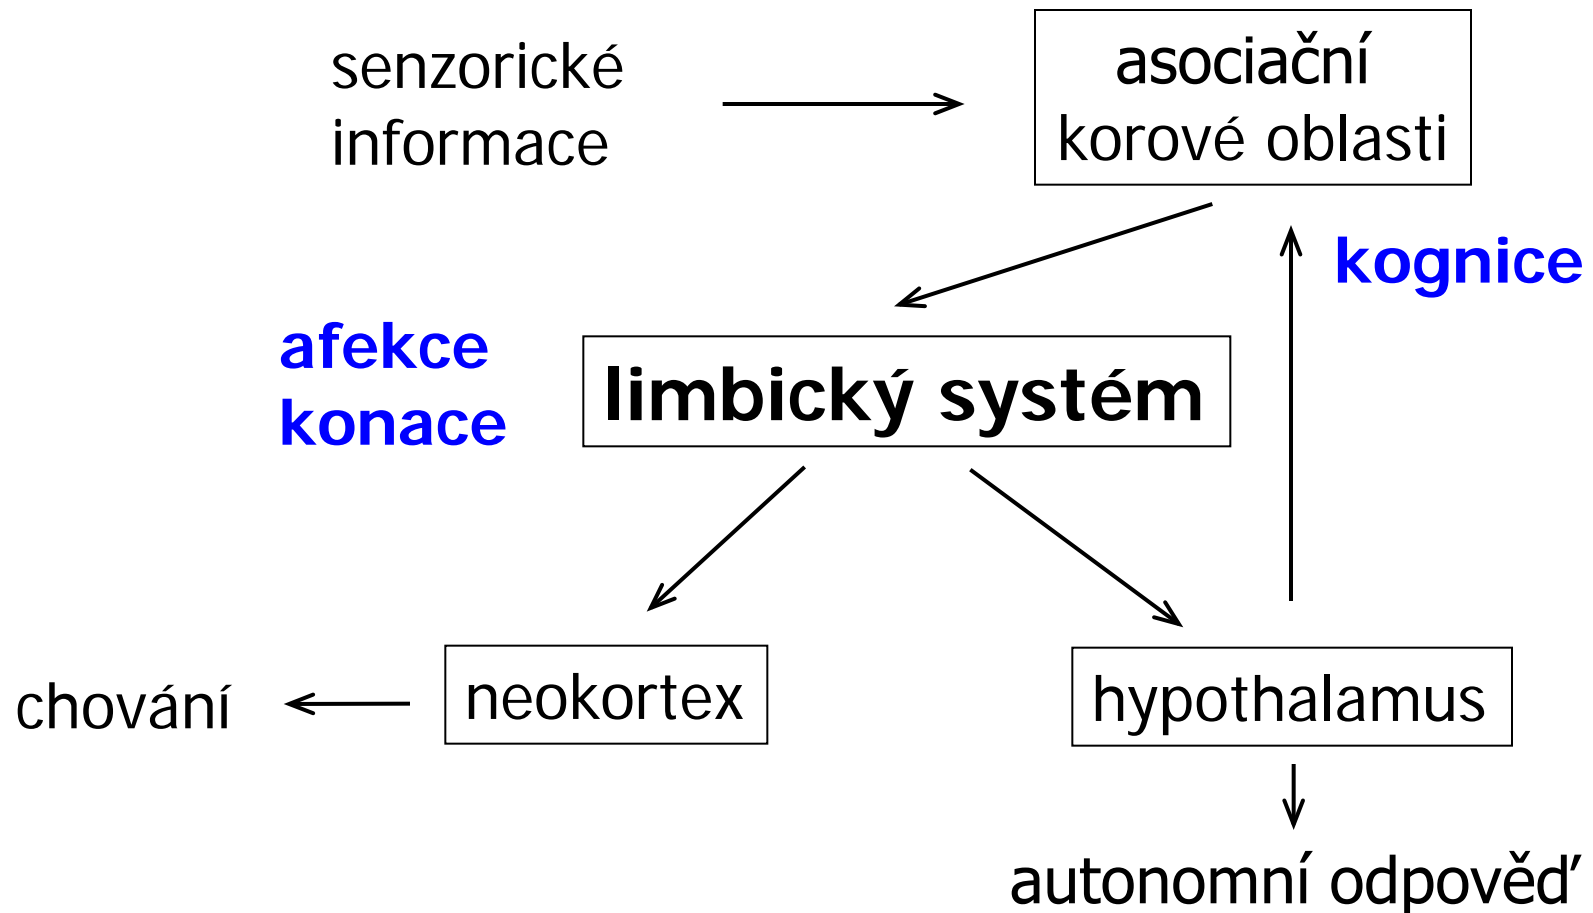 senzorické
informace
asociační
korové oblasti
kognice
afekce
konace
limbický systém
chování
neokortex
hypothalamus
autonomní odpověď